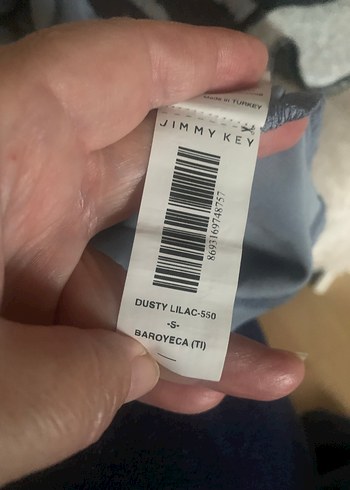 Made in TURKEY
JIMMY KEY
8693169748757
DUSTY LILAC-550
-S-
BAROYECA (TI)